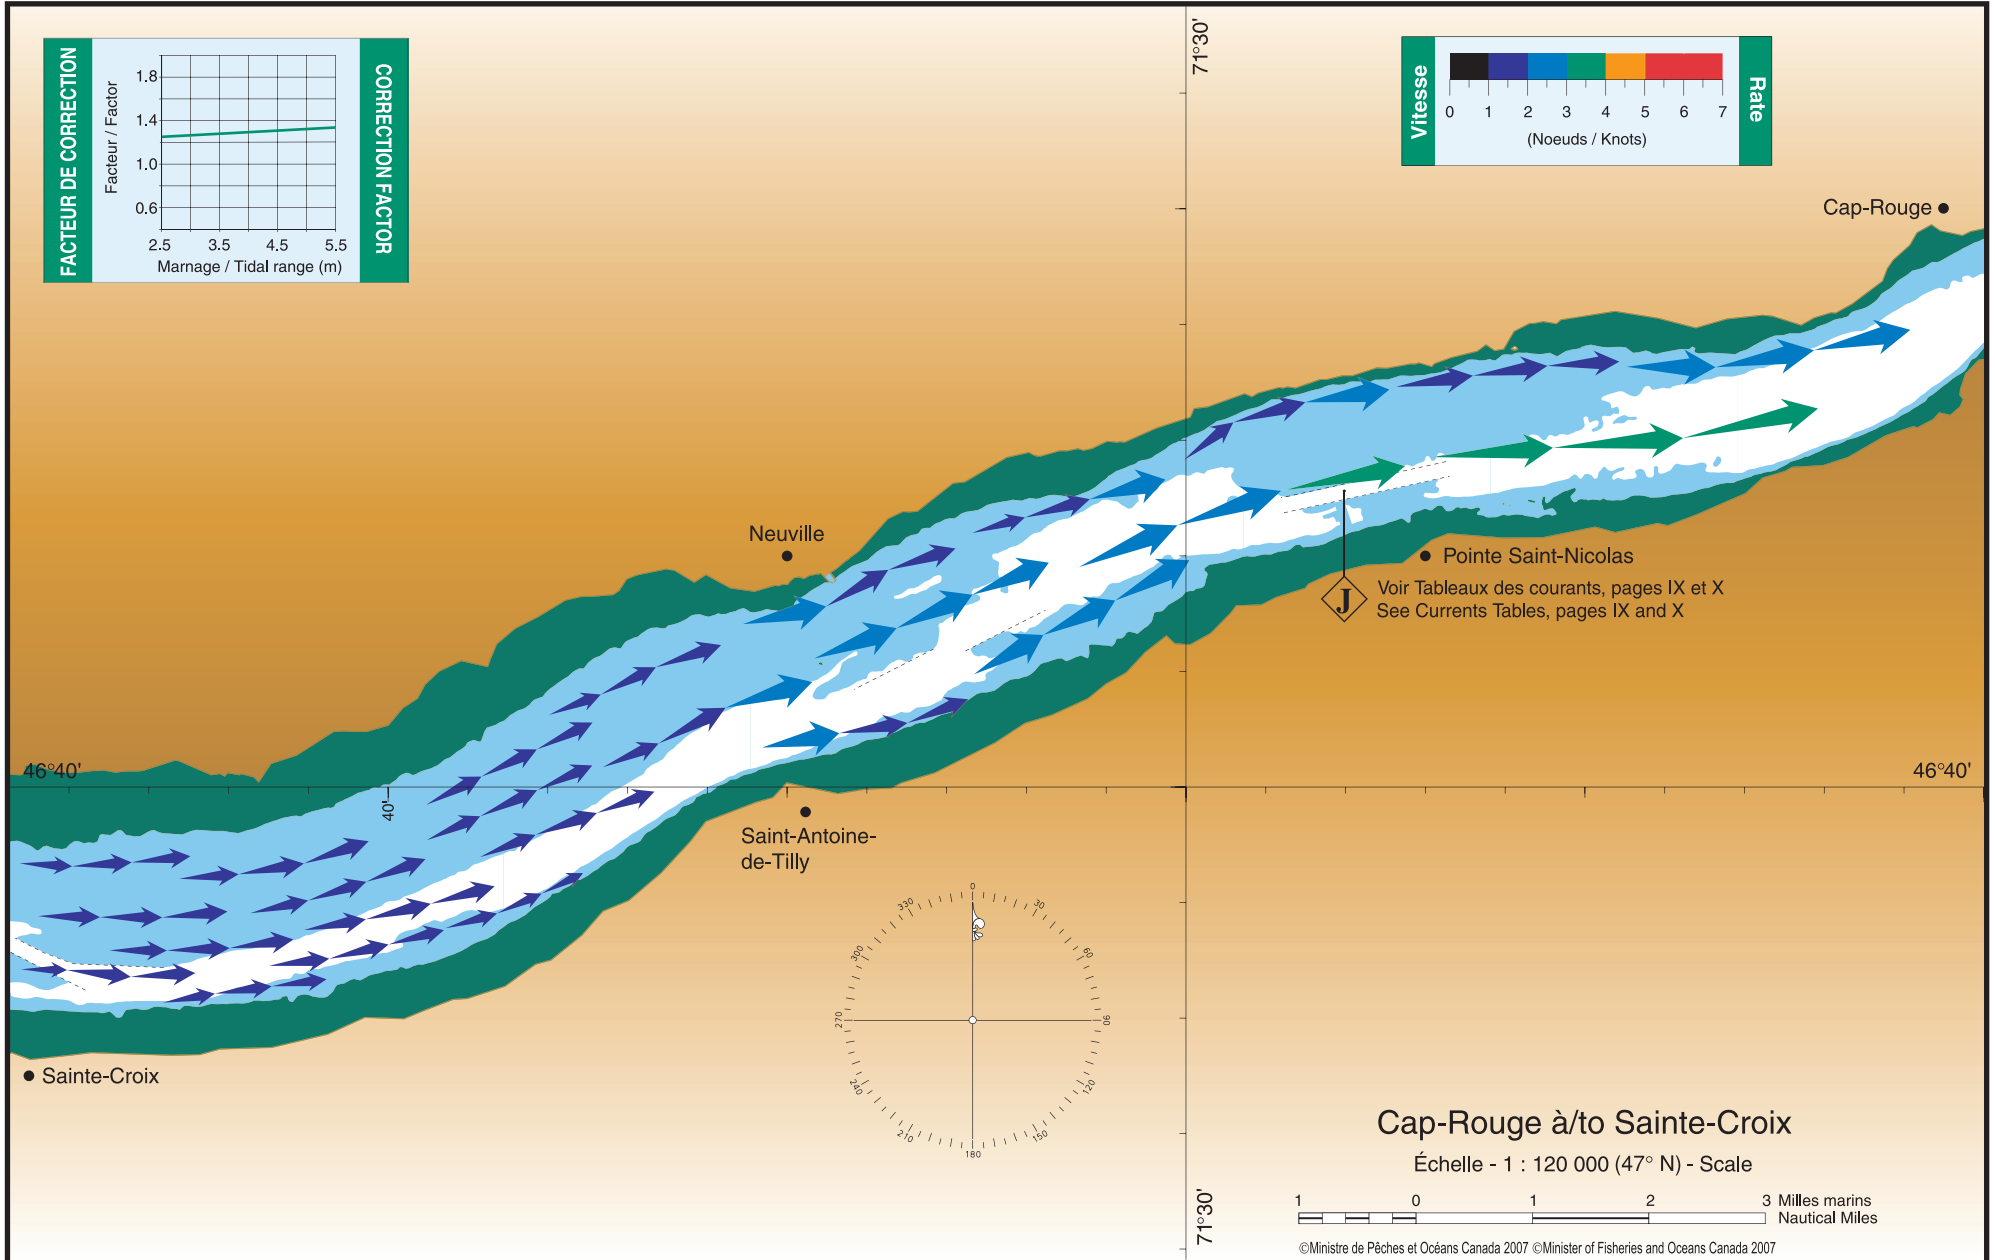 FACTEUR DE CORRECTION
Facteur / Factor
1.8
1.4
1.0
0.6
2.5 3.5 4.5 5.5
Marnage / Tidal range (m)
CORRECTION FACTOR
71°30'
Vitesse
0 1 2 3 4 5 6 7
(Noeuds / Knots)
Rate
Cap-Rouge
Neuville
Pointe Saint-Nicolas
J
Voir Tableaux des courants, pages IX et X
See Currents Tables, pages IX and X
46°40'
46°40'
40'
Saint-Antoine-
de-Tilly
0
30
60
90
120
150
180
210
240
270
300
330
Sainte-Croix
Cap-Rouge à/to Sainte-Croix
Échelle - 1 : 120 000 (47° N) - Scale
71°30'
1 0 1 2 3 Milles marins
Nautical Miles
©Ministre de Pêches et Océans Canada 2007 ©Minister of Fisheries and Oceans Canada 2007